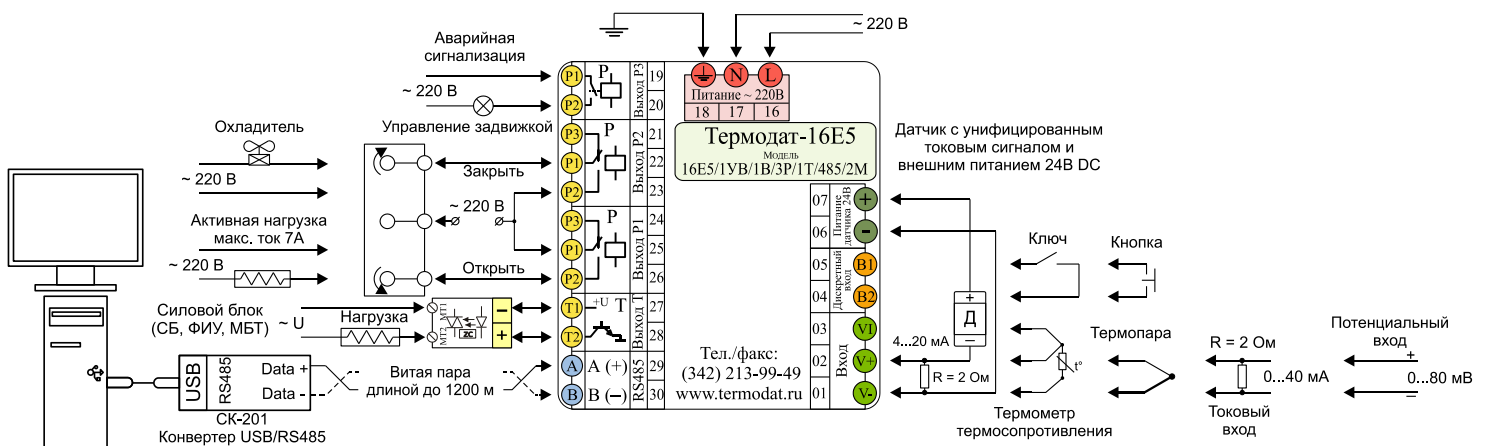 ~ 220 В
Аварийная
сигнализация
~ 220 В
Охладитель
Управление задвижкой
~ 220 В
Закрыть
~ 220 В
Активная нагрузка
макс. ток 7А
Открыть
~ 220 В
Силовой блок
(СБ, ФИУ, МБТ)
~ U
Нагрузка
МТ1
МТ2
ZC
–
+
USB
RS485
Data +
Data -
СК-201
Конвертер USB/RS485
Витая пара
длиной до 1200 м
P1
P2
P
Выход P3
19
20
P3
P1
P2
P
Выход P2
21
22
23
P3
P1
P2
P
Выход P1
24
25
26
T1
T2
+U T
Выход T
27
28
A
B
A (+)
B (–)
RS485
29
30
N
L
Питание ~ 220В
18
17
16
Термодат-16Е5
Модель
16Е5/1УВ/1В/3Р/1Т/485/2М
Тел./факс:
(342) 213-99-49
www.termodat.ru
07
06
Питание
датчика 24В
+
-
05
04
Дискретный
вход
B1
B2
03
02
01
Вход
VI
V+
V-
Датчик с унифицированным
токовым сигналом и
внешним питанием 24В DC
+
Д
–
4...20 мА
R = 2 Ом
Ключ
Кнопка
t°
Термометр
термосопротивления
Термопара
R = 2 Ом
0...40 мА
Токовый
вход
Потенциальный
вход
+
0...80 мВ
–